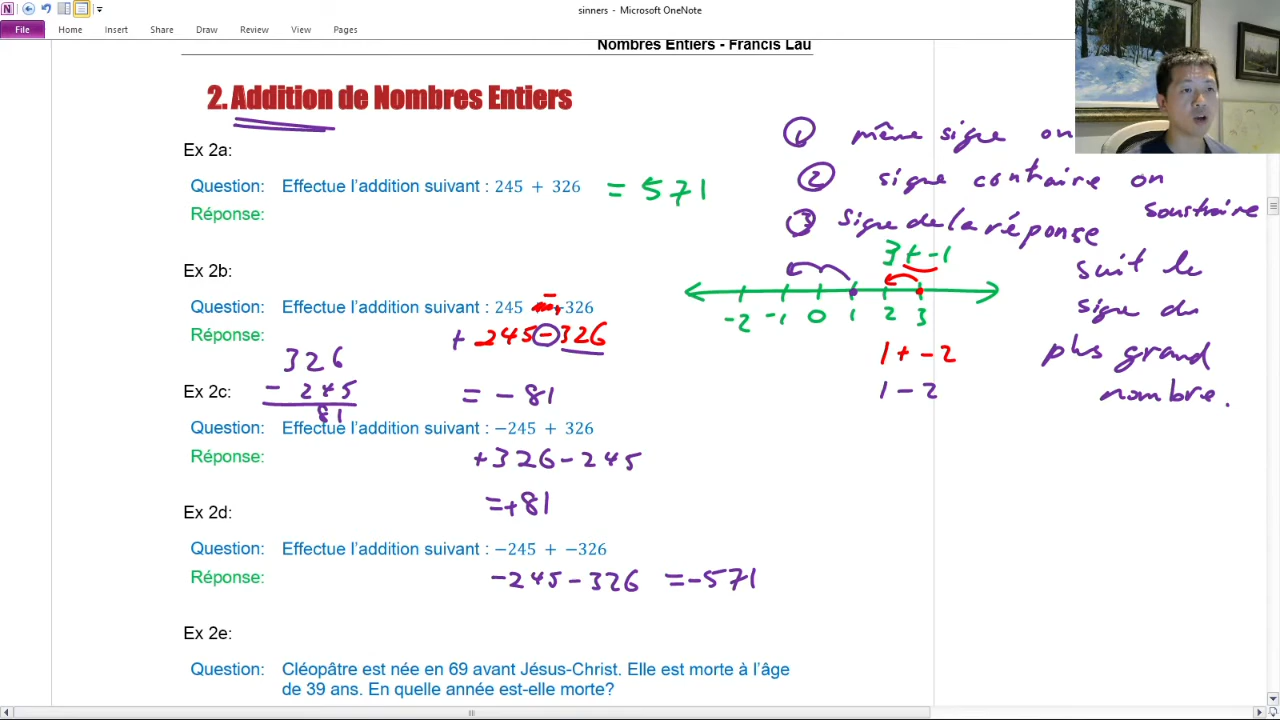 sinners - Microsoft OneNote
File Home Insert Share Draw Review View Pages
Nombres Entiers - Francis Lau
2. Addition de Nombres Entiers
Ex 2a:
Question: Effectue l'addition suivant : 245 + 326 = 571
Réponse:
① même signe on
② signe contraire on
soustraire
③ signe de la réponse
suit le
signe du
plus grand
nombre.
3 + -1
-2 -1 0 1 2 3
1 + -2
1 - 2
Ex 2b:
Question: Effectue l'addition suivant : 245 -326
Réponse: + 245 - 326
326
- 245
81
= - 81
Ex 2c:
Question: Effectue l'addition suivant : −245 + 326
Réponse: +326 - 245
= +81
Ex 2d:
Question: Effectue l'addition suivant : −245 + −326
Réponse: -245 - 326 = -571
Ex 2e:
Question: Cléopâtre est née en 69 avant Jésus-Christ. Elle est morte à l'âge
de 39 ans. En quelle année est-elle morte?